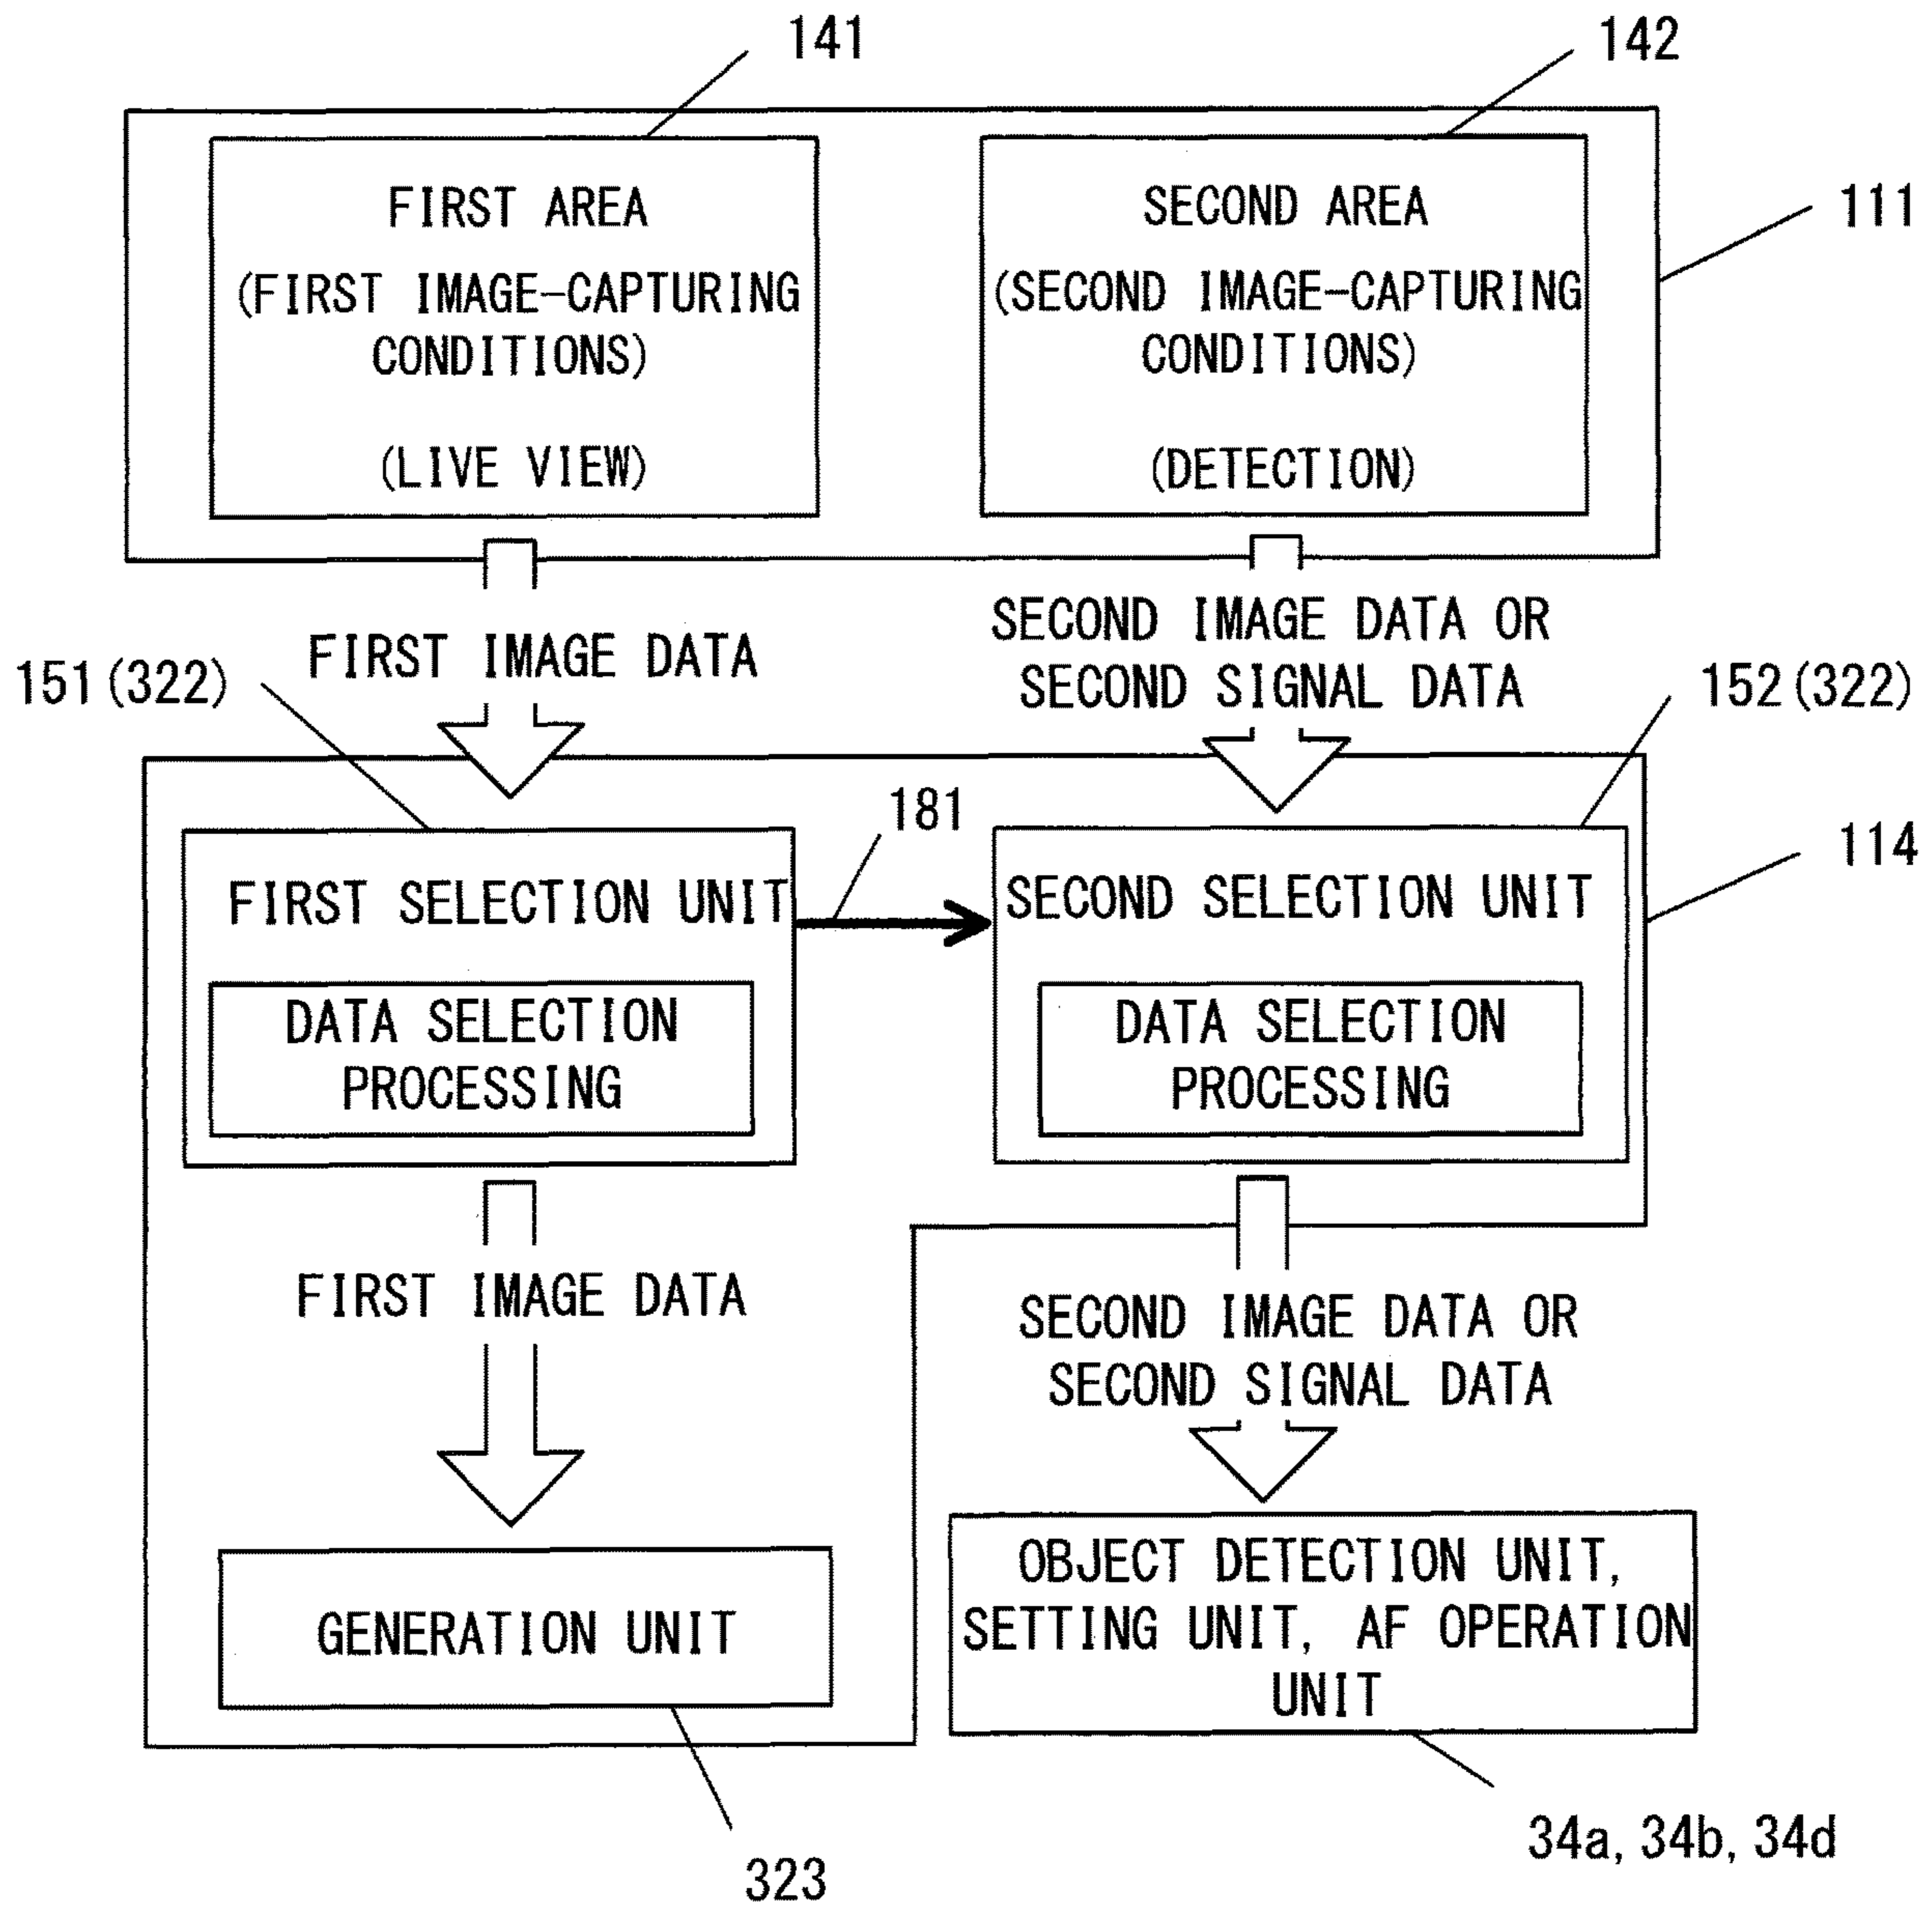 141
142
FIRST AREA
(FIRST IMAGE-CAPTURING
CONDITIONS)
(LIVE VIEW)
SECOND AREA
(SECOND IMAGE-CAPTURING
CONDITIONS)
(DETECTION)
111
FIRST IMAGE DATA
SECOND IMAGE DATA OR
SECOND SIGNAL DATA
151 (322)
152 (322)
181
114
FIRST SELECTION UNIT
DATA SELECTION
PROCESSING
SECOND SELECTION UNIT
DATA SELECTION
PROCESSING
FIRST IMAGE DATA
SECOND IMAGE DATA OR
SECOND SIGNAL DATA
GENERATION UNIT
OBJECT DETECTION UNIT,
SETTING UNIT, AF OPERATION
UNIT
323
34a, 34b, 34d